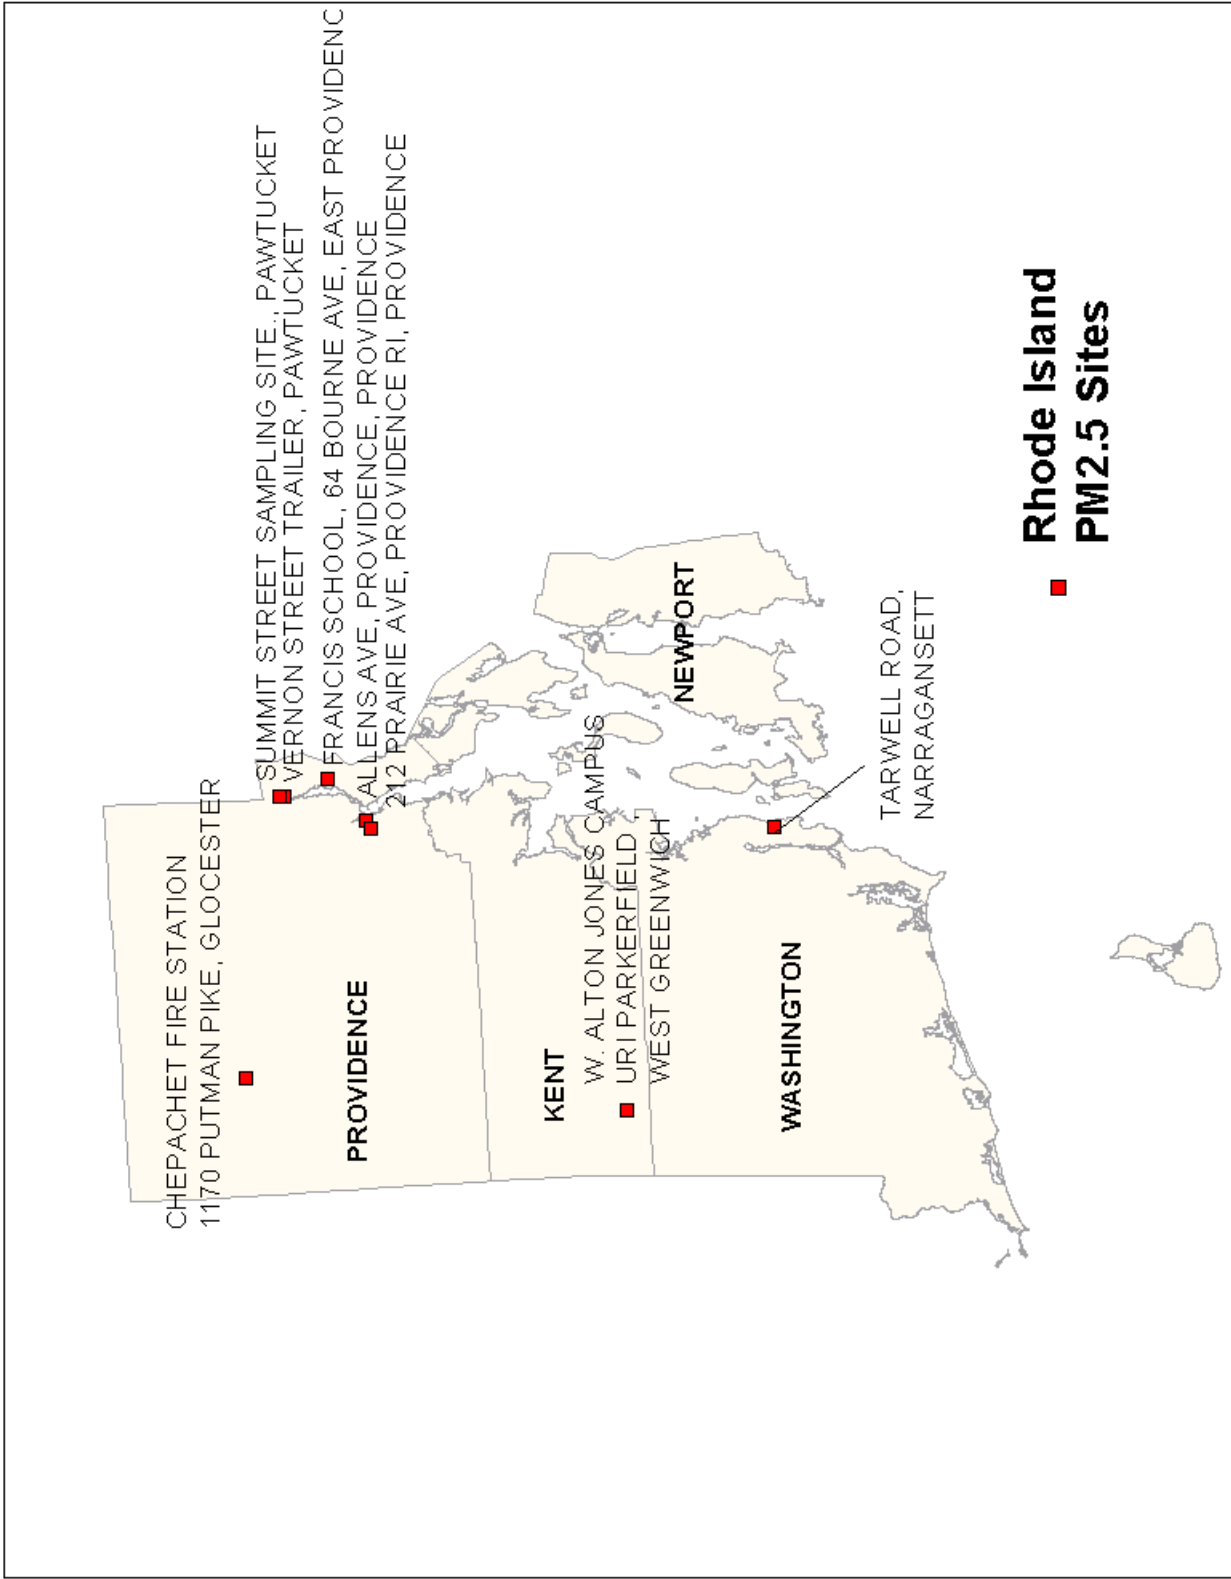 SUMMIT STREET SAMPLING SITE., PAWTUCKET
VERNON STREET TRAILER, PAWTUCKET
FRANCIS SCHOOL, 64 BOURNE AVE, EAST PROVIDENC
ALLENS AVE, PROVIDENCE, PROVIDENCE
212 PRAIRIE AVE, PROVIDENCE RI, PROVIDENCE
CHEPACHET FIRE STATION
1170 PUTMAN PIKE, GLOCESTER
PROVIDENCE
KENT
W. ALTON JONES CAMPUS
URI PARKERFIELD ,
WEST GREENWICH
NEWPORT
WASHINGTON
TARWELL ROAD,
NARRAGANSETT
Rhode Island
PM2.5 Sites